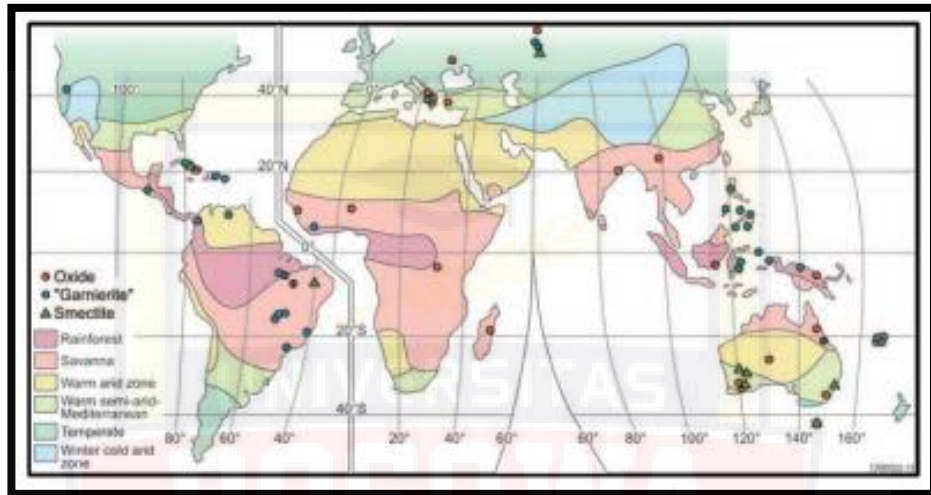 100°
40°N
0°
20°N
0°
20°S
40°S
Oxide
"Garnierite"
Smectite
Rainforest
Savanna
Warm arid zone
Warm semi-arid-
Mediterranean
Temperate
Winter cold arid
zone
80° 60° 40° 20° 40° 60° 80° 100° 120° 140° 160°
UNIVERSITAS